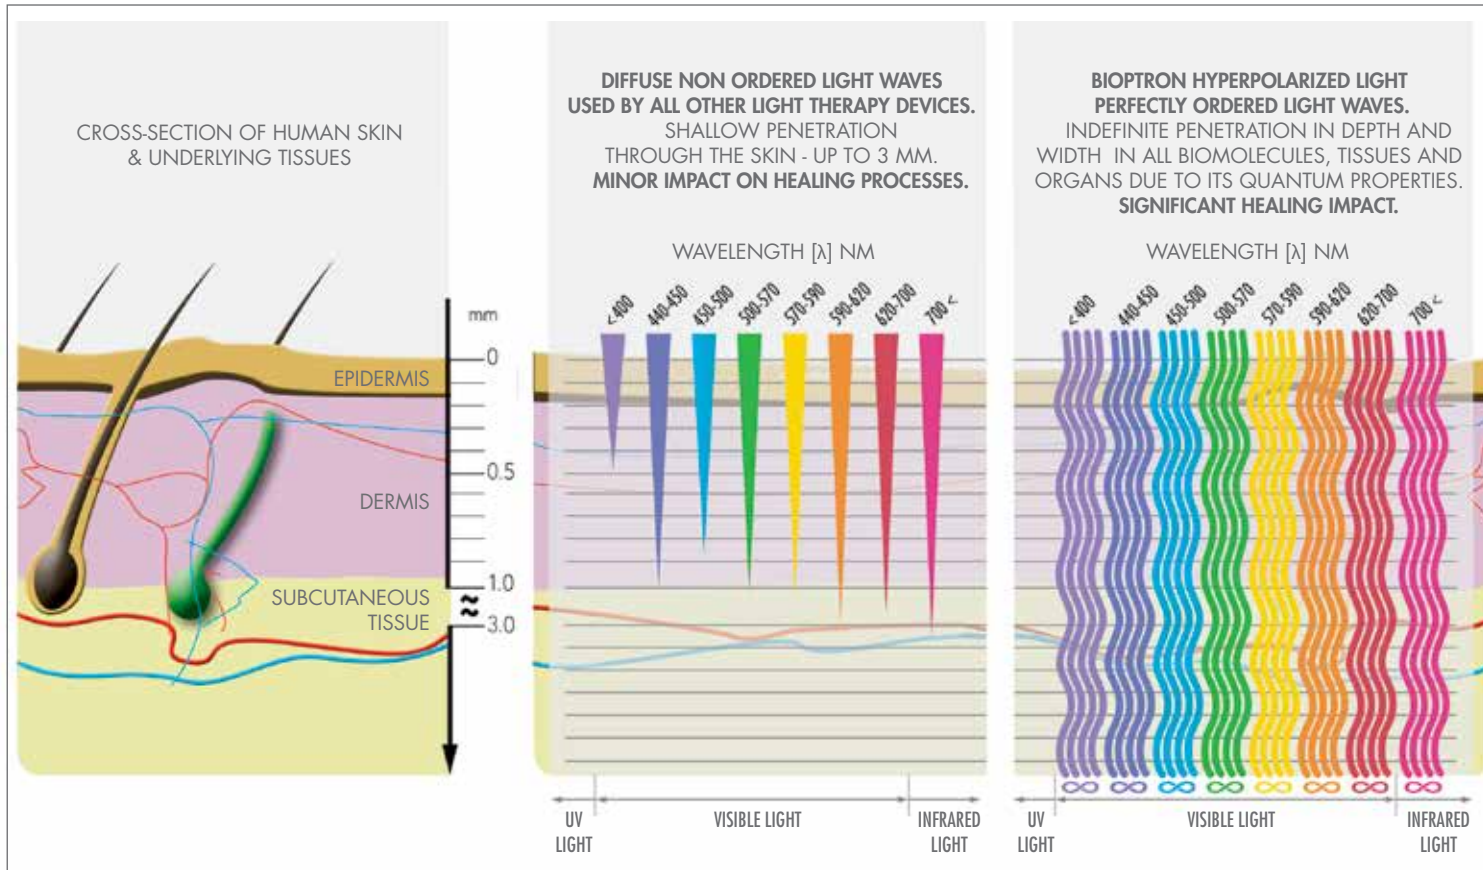 CROSS-SECTION OF HUMAN SKIN
& UNDERLYING TISSUES
mm
0
0.5
1.0
3.0
EPIDERMIS
DERMIS
SUBCUTANEOUS
TISSUE
DIFFUSE NON ORDERED LIGHT WAVES
USED BY ALL OTHER LIGHT THERAPY DEVICES.
SHALLOW PENETRATION
THROUGH THE SKIN - UP TO 3 MM.
MINOR IMPACT ON HEALING PROCESSES.
WAVELENGTH [λ] NM
<400
440-450
450-500
500-570
570-590
590-620
620-700
700 <
UV
LIGHT
VISIBLE LIGHT
INFRARED
LIGHT
BIOPTRON HYPERPOLARIZED LIGHT
PERFECTLY ORDERED LIGHT WAVES.
INDEFINITE PENETRATION IN DEPTH AND
WIDTH IN ALL BIOMOLECULES, TISSUES AND
ORGANS DUE TO ITS QUANTUM PROPERTIES.
SIGNIFICANT HEALING IMPACT.
WAVELENGTH [λ] NM
<400
440-450
450-500
500-570
570-590
590-620
620-700
700 <
∞ ∞ ∞ ∞ ∞ ∞ ∞ ∞
UV
LIGHT
VISIBLE LIGHT
INFRARED
LIGHT